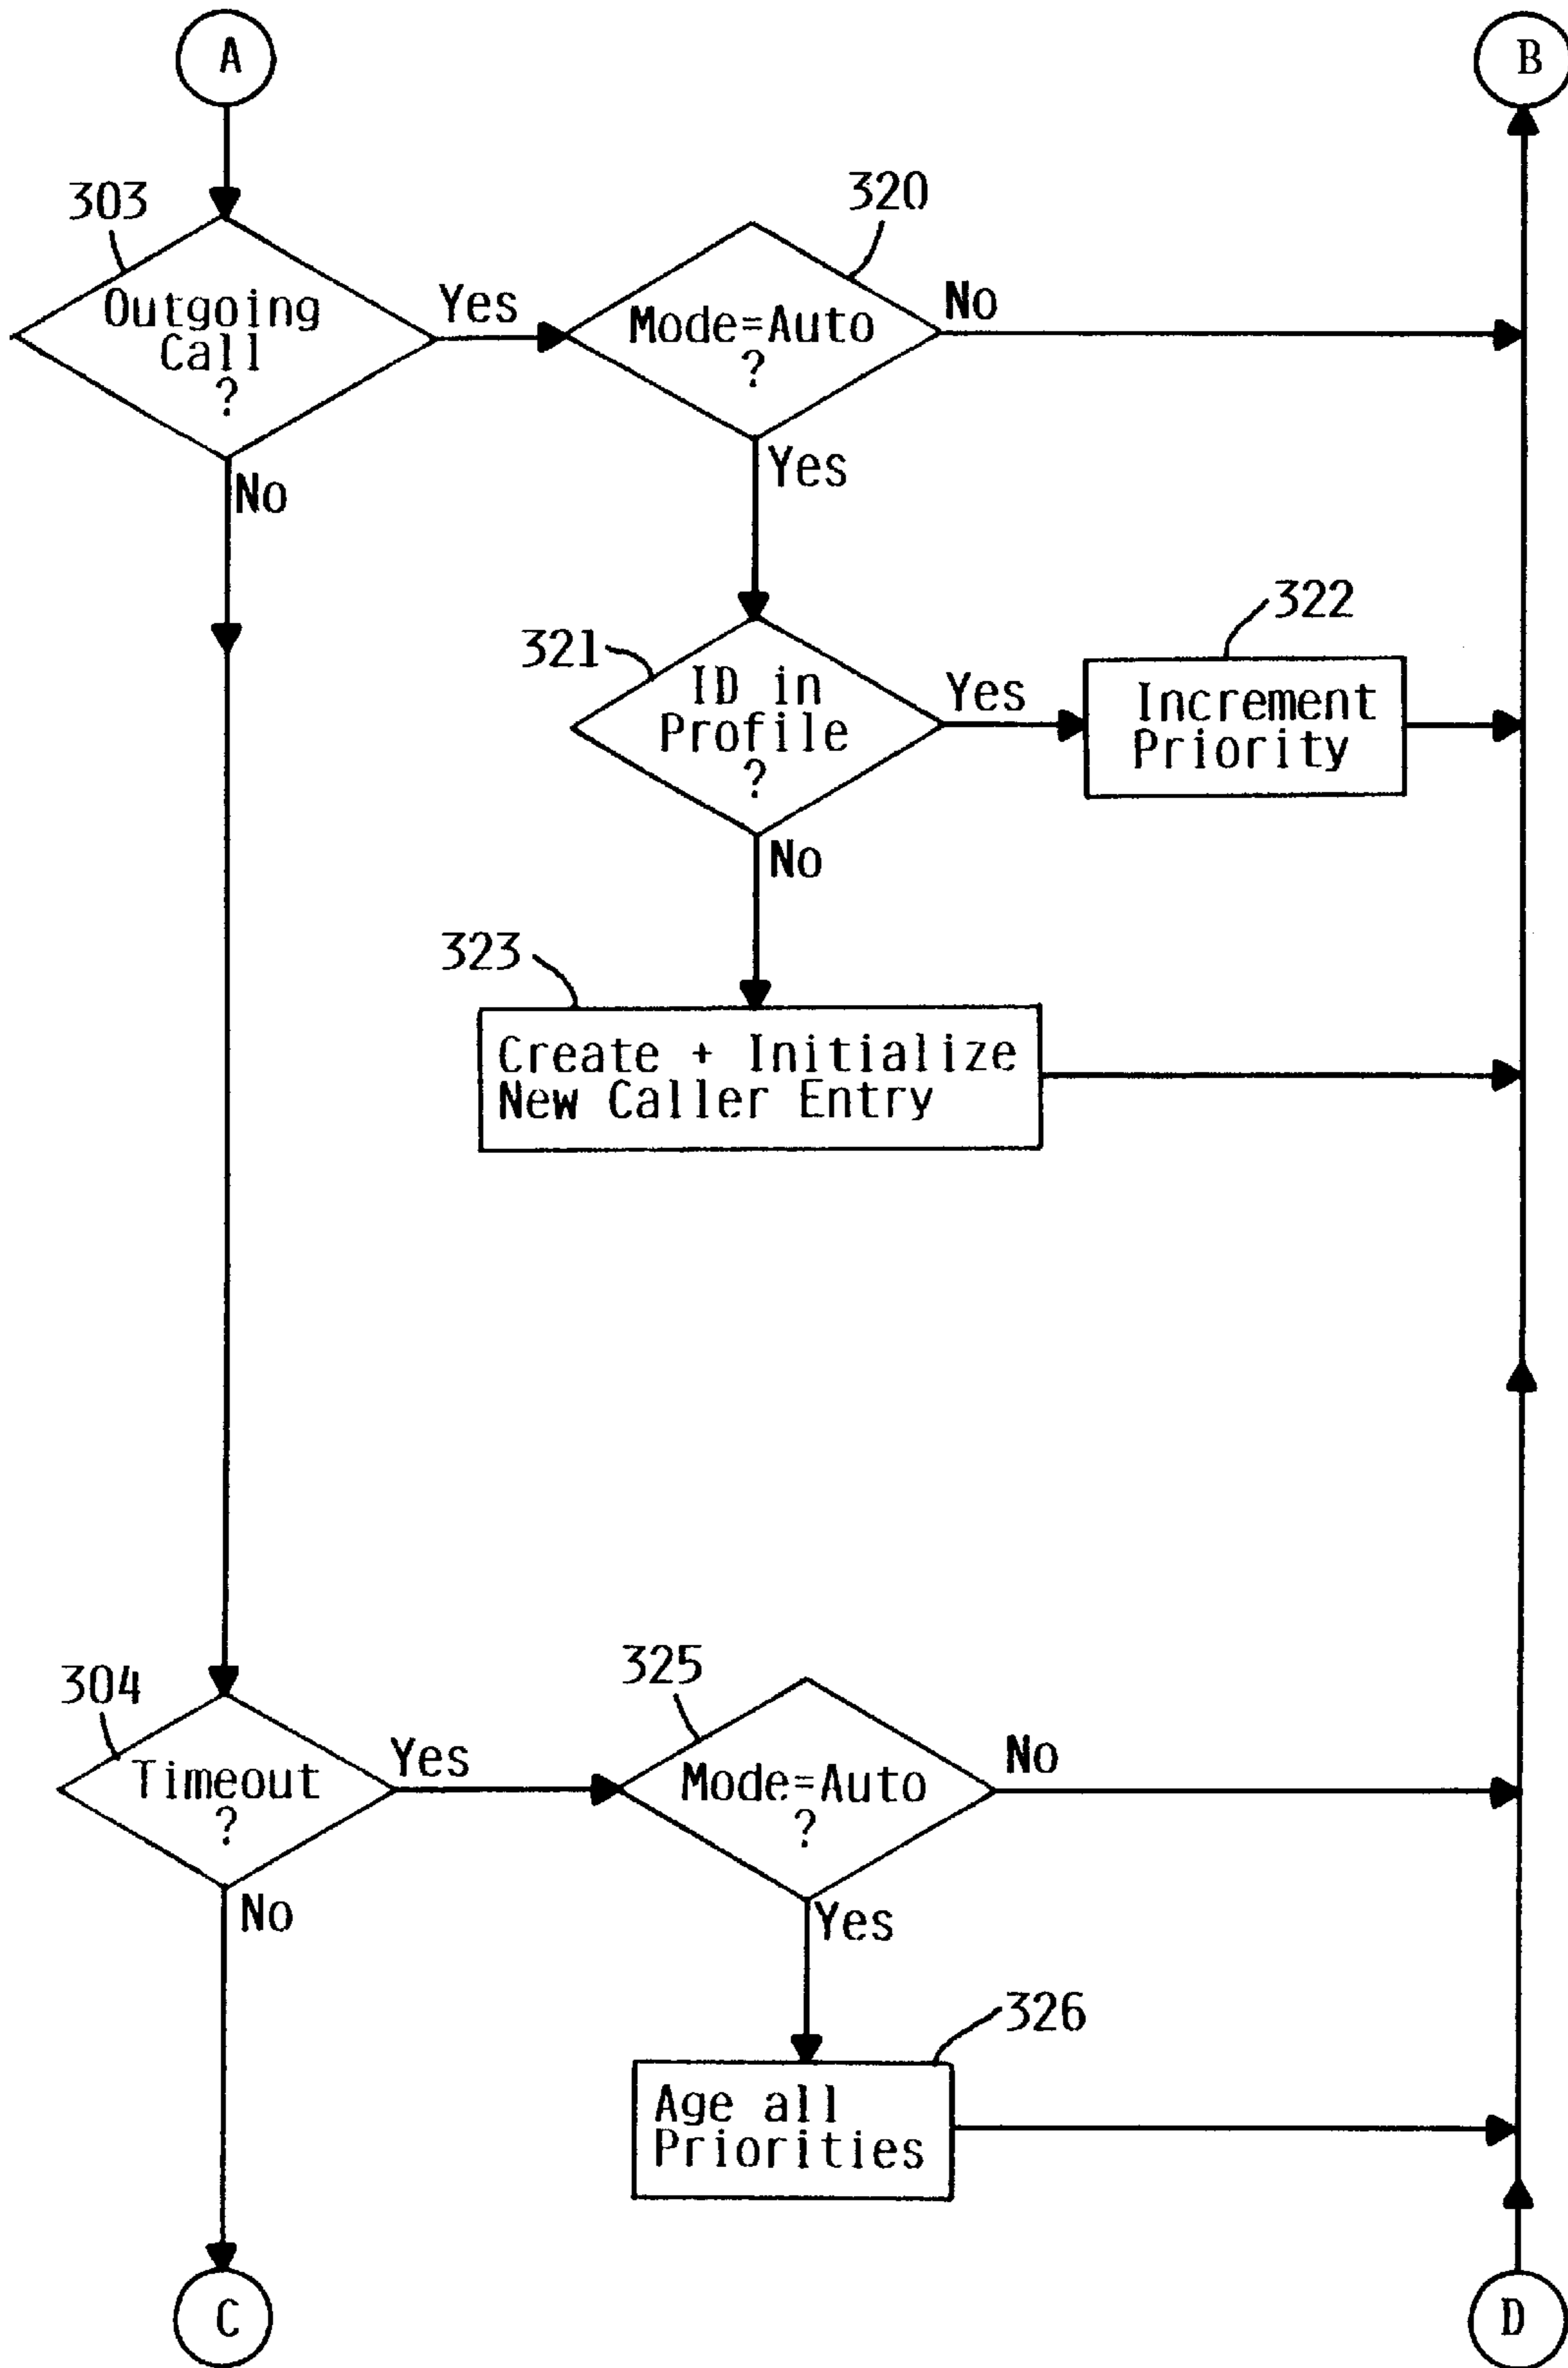 A
B
303
320
Outgoing
Call
?
Yes
Mode=Auto
?
No
No
Yes
322
321
ID in
Profile
?
Yes
Increment
Priority
No
323
Create + Initialize
New Caller Entry
325
304
Timeout
?
Yes
Mode=Auto
?
No
No
Yes
326
Age all
Priorities
C
D